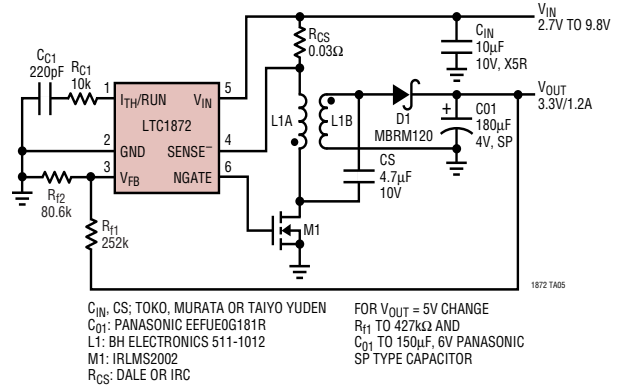 V_IN
2.7V TO 9.8V
C_IN
10µF
10V, X5R
R_CS
0.03Ω
C_C1
220pF
R_C1
10k
1
I_TH/RUN
V_IN
5
LTC1872
2
GND
SENSE⁻
4
3
V_FB
NGATE
6
R_f2
80.6k
R_f1
252k
L1A
L1B
D1
MBRM120
V_OUT
3.3V/1.2A
+
C01
180µF
4V, SP
CS
4.7µF
10V
M1
1872 TA05
C_IN, CS; TOKO, MURATA OR TAIYO YUDEN
C_01: PANASONIC EEFUE0G181R
L1: BH ELECTRONICS 511-1012
M1: IRLMS2002
R_CS: DALE OR IRC
FOR V_OUT = 5V CHANGE
R_f1 TO 427kΩ AND
C_01 TO 150µF, 6V PANASONIC
SP TYPE CAPACITOR